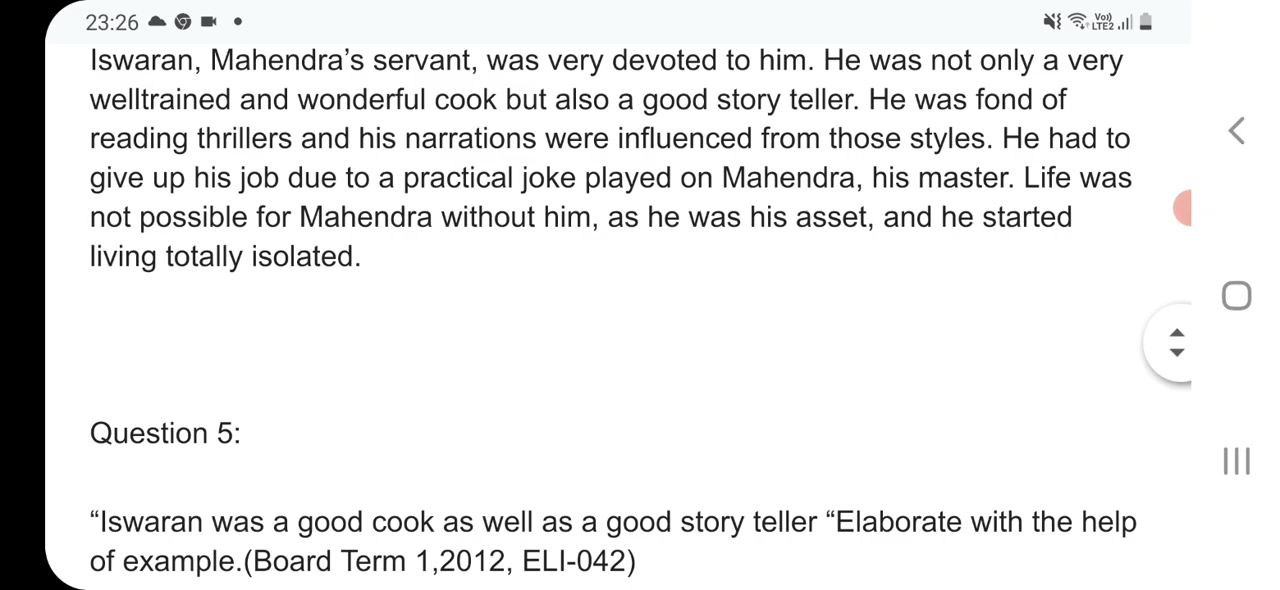 23:26
Vo)) LTE2
Iswaran, Mahendra’s servant, was very devoted to him. He was not only a very
welltrained and wonderful cook but also a good story teller. He was fond of
reading thrillers and his narrations were influenced from those styles. He had to
give up his job due to a practical joke played on Mahendra, his master. Life was
not possible for Mahendra without him, as he was his asset, and he started
living totally isolated.
Question 5:
“Iswaran was a good cook as well as a good story teller “Elaborate with the help
of example.(Board Term 1,2012, ELI-042)